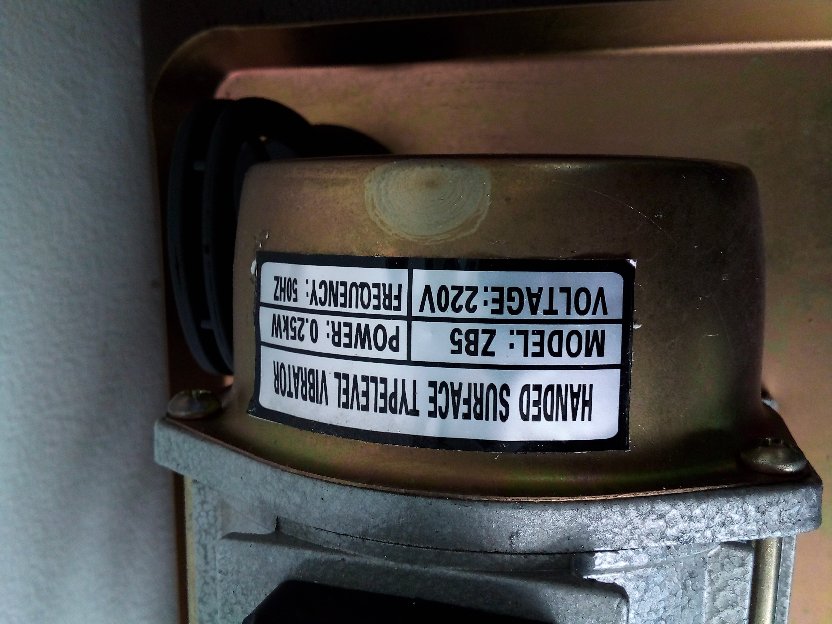 HANDED SURFACE TYPELEVEL VIBRATOR
MODEL: ZB5 POWER: 0.25kW
VOLTAGE:220V FREQUENCY: 50HZ